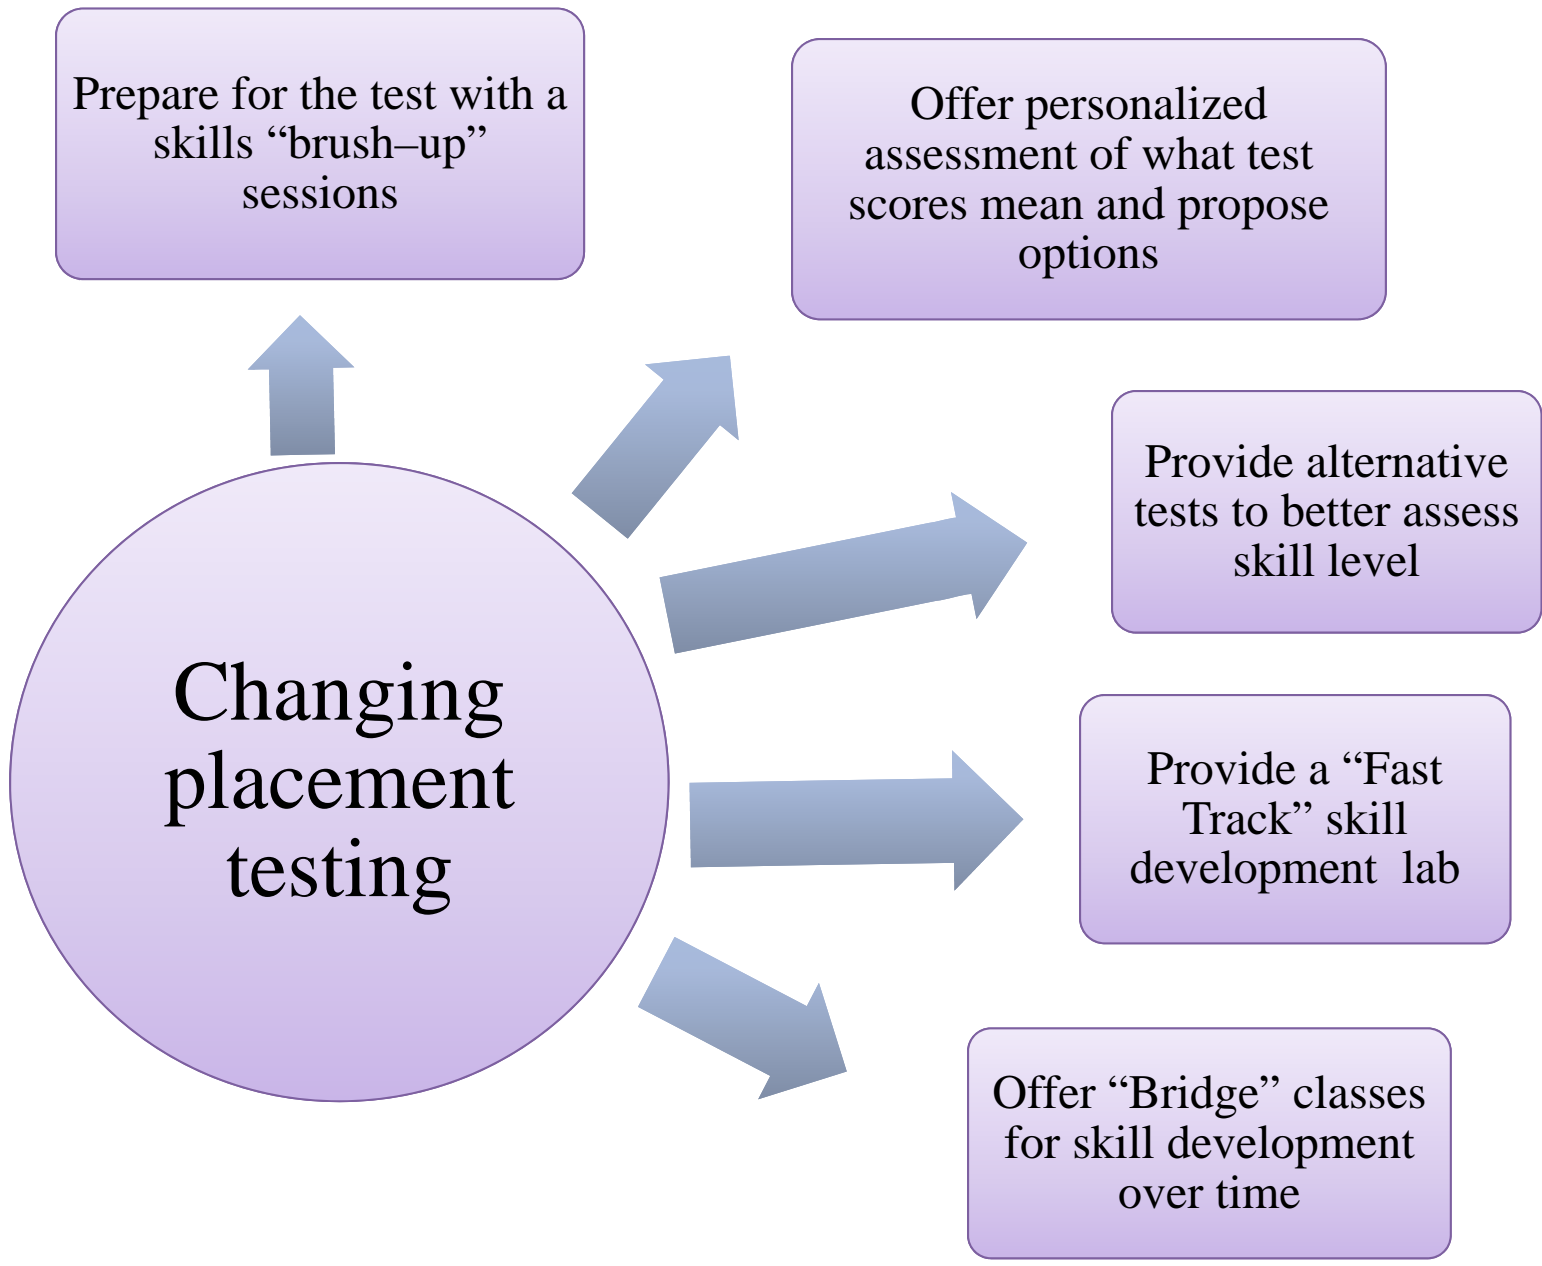 Prepare for the test with a
skills “brush–up”
sessions
Offer personalized
assessment of what test
scores mean and propose
options
Provide alternative
tests to better assess
skill level
Changing
placement
testing
Provide a “Fast
Track” skill
development  lab
Offer “Bridge” classes
for skill development
over time